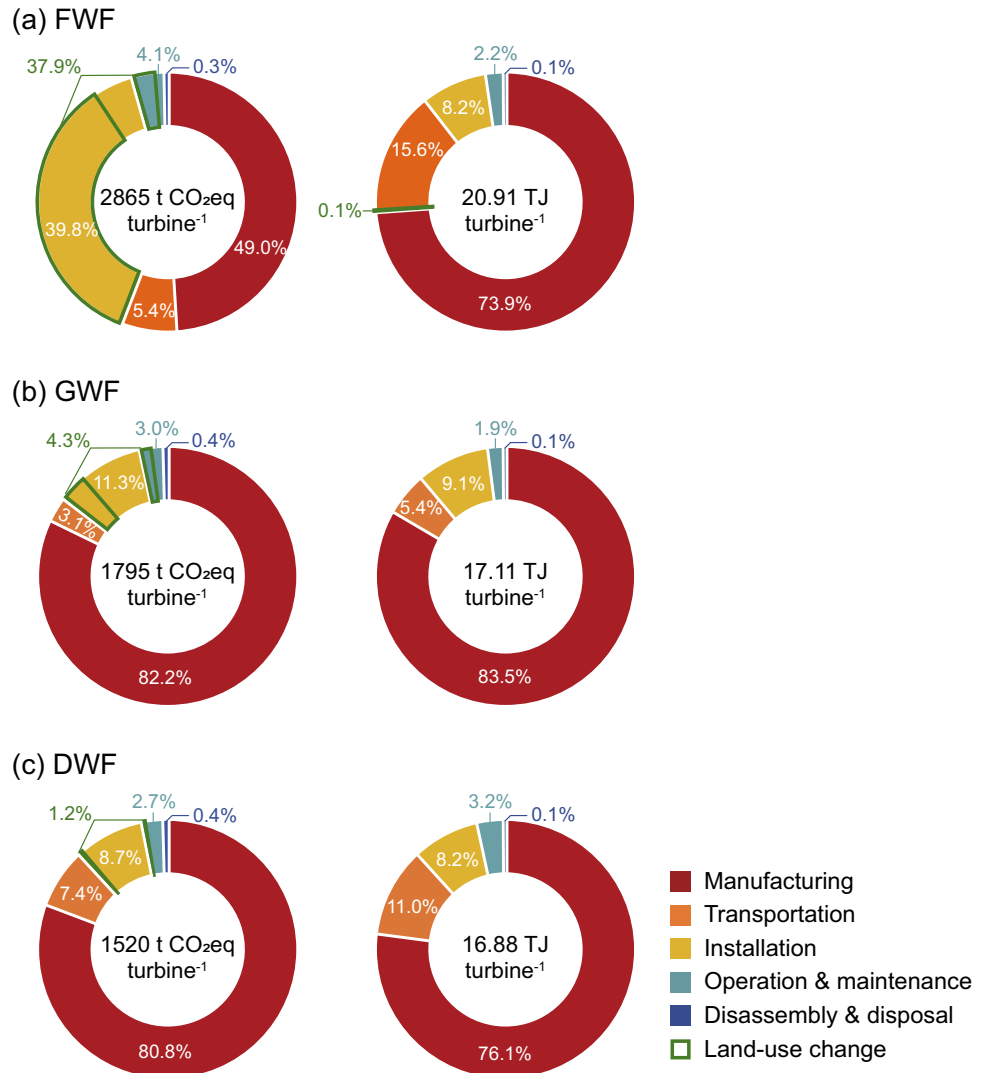 (a) FWF
37.9%
4.1%
0.3%
39.8%
5.4%
49.0%
2865 t CO₂eq
turbine⁻¹
2.2%
0.1%
8.2%
15.6%
0.1%
73.9%
20.91 TJ
turbine⁻¹
(b) GWF
4.3%
3.0%
0.4%
11.3%
3.1%
82.2%
1795 t CO₂eq
turbine⁻¹
1.9%
0.1%
9.1%
5.4%
83.5%
17.11 TJ
turbine⁻¹
(c) DWF
1.2%
2.7%
0.4%
8.7%
7.4%
80.8%
1520 t CO₂eq
turbine⁻¹
3.2%
0.1%
8.2%
11.0%
76.1%
16.88 TJ
turbine⁻¹
Manufacturing
Transportation
Installation
Operation & maintenance
Disassembly & disposal
Land-use change